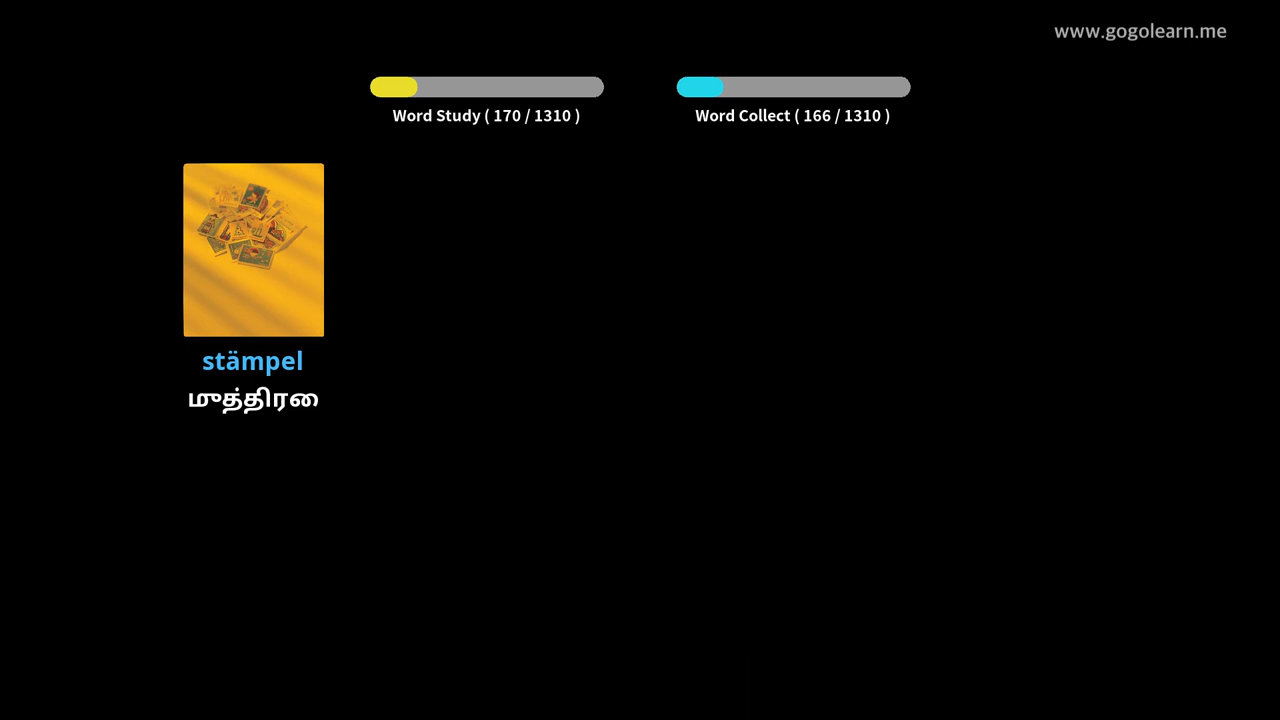 www.gogolearn.me
Word Study ( 170 / 1310 )
Word Collect ( 166 / 1310 )
stämpel
முத்திரை